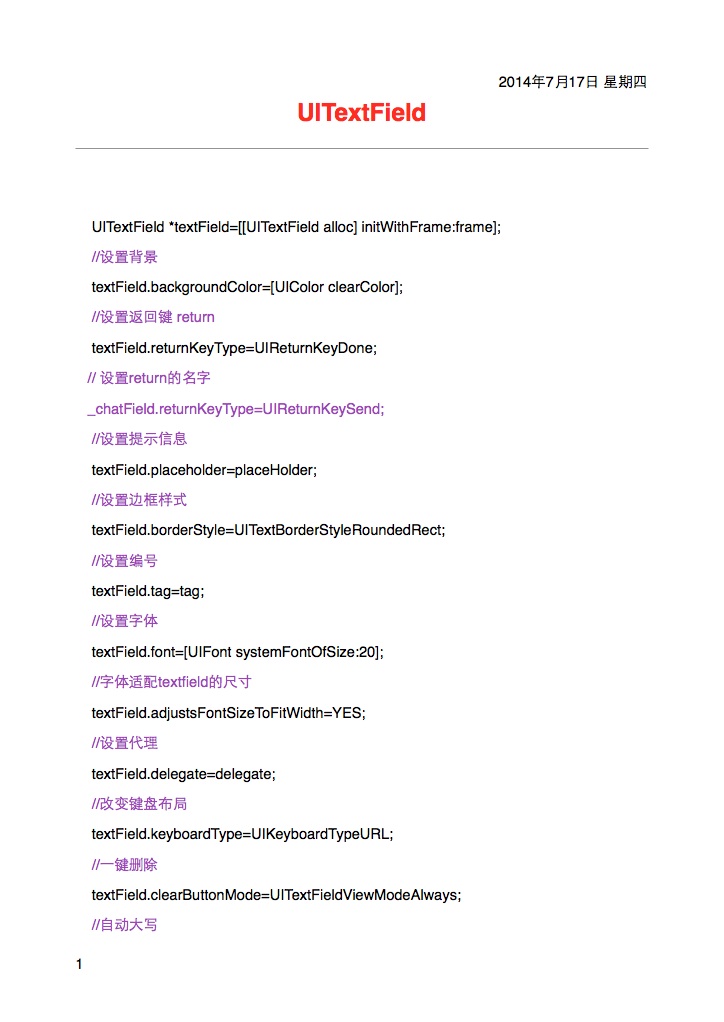 2014年7月17日 星期四
UITextField
UITextField *textField=[[UITextField alloc] initWithFrame:frame];
//设置背景
textField.backgroundColor=[UIColor clearColor];
//设置返回键 return
textField.returnKeyType=UIReturnKeyDone;
// 设置return的名字
_chatField.returnKeyType=UIReturnKeySend;
//设置提示信息
textField.placeholder=placeHolder;
//设置边框样式
textField.borderStyle=UITextBorderStyleRoundedRect;
//设置编号
textField.tag=tag;
//设置字体
textField.font=[UIFont systemFontOfSize:20];
//字体适配textfield的尺寸
textField.adjustsFontSizeToFitWidth=YES;
//设置代理
textField.delegate=delegate;
//改变键盘布局
textField.keyboardType=UIKeyboardTypeURL;
//一键删除
textField.clearButtonMode=UITextFieldViewModeAlways;
//自动大写
1